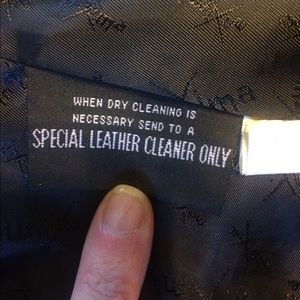 WHEN DRY CLEANING IS
NECESSARY SEND TO A
SPECIAL LEATHER CLEANER ONLY